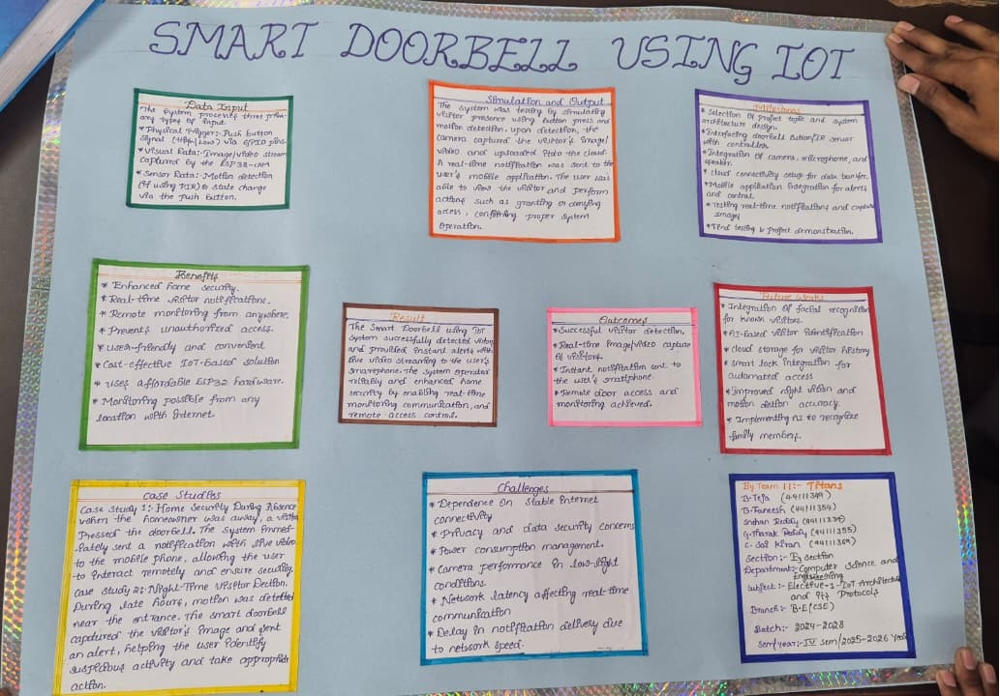 SMART DOORBELL USING IOT
Data Input
The system processes three prim-
ary types of input.
* Physical Trigger:- Push button
signal (High/Low) via GPIO pins.
* Visual Data:- Image/video stream
captured by the ESP32-CAM
* Sensor Data:- Motion detection
(if using PIR) & state change
via the push button.
Simulation and Output
The system was testing by simulating
visitor presence using button press and
motion detection. upon detection, the
camera captured the visitor's image/
video and uploaded into the cloud.
A real-time notification was sent to the
user's mobile application. The user was
able to view the visitor and perform
actions such as granting or denying
access, confirming proper system
operation.
Milestones
* Selection of project topic and system
architecture design.
* Interfacing doorbell button/IR sensor
with controller
* Integration of camera, microphone, and
speaker.
* cloud connectivity setup for data transfer.
* Mobile application integration for alerts
and control.
* Testing real-time notifications and capture
images
* Final testing & project demonstration.
Benefits
* Enhanced home security.
* Real-time visitor notifications.
* Remote monitoring from anywhere.
* Prevents unauthorized access.
* user-friendly and convenient
* Cost-effective IoT-based solution
* uses affordable ESP32 hardware.
* Monitoring possible from any
location with internet
Result
The Smart Doorbell using IoT
system successfully detected visitors
and provided instant alerts with
live video streaming to the user's
smartphone. The system operated
reliably and enhanced home
security by enabling real-time
monitoring communication, and
remote access control.
Outcomes
* Successful visitor detection.
* Real-time image/video capture
of visitors.
* Instant notification sent to
the user's smartphone.
* Remote door access and
monitoring achieved.
Future Works
* Integration of facial recognition
for known visitors.
* AI-based visitor identification
* cloud storage for visitor history
* smart lock integration for
automated access
* improved night vision and
motion detion accuracy.
* Implementing AI to recognize
family members.
Case Studies
Case Study 1:- Home Security During Absence
when the homeowner was away, a visitor
pressed the doorbell. The system immed-
iately sent a notification with live video
to the mobile phone, allowing the user
to interact remotely and ensure security.
case study 2:- Night-Time Visitor Dection.
During late hours, motion was detected
near the entrance. The smart doorbell
captured the visitor's image and sent
an alert, helping the user identify
suspicious activity and take appropriate
action.
Challenges
* Dependence on stable internet
connectivity
* Privacy and data security concerns
* Power consumption management.
* Camera performance in low-light
conditions.
* Network latency affecting real-time
communication
* Delay in notification delivery due
to network speed.
By Team 11:- Titans
B. Teja (44111349)
B. Faneesh (44111354)
Srehan Reddy
G. Tharak Reddy (44111355)
C. Sai Kiran (44111369)
Section:- section
Department:- Computer Science and
Engineering
Subject:- Elective-1-IoT Architecture
and its Protocols
Branch:- B.E(CSE)
Batch:- 2024-2028
Sem/year:- IV Sem/2025-2026 Year